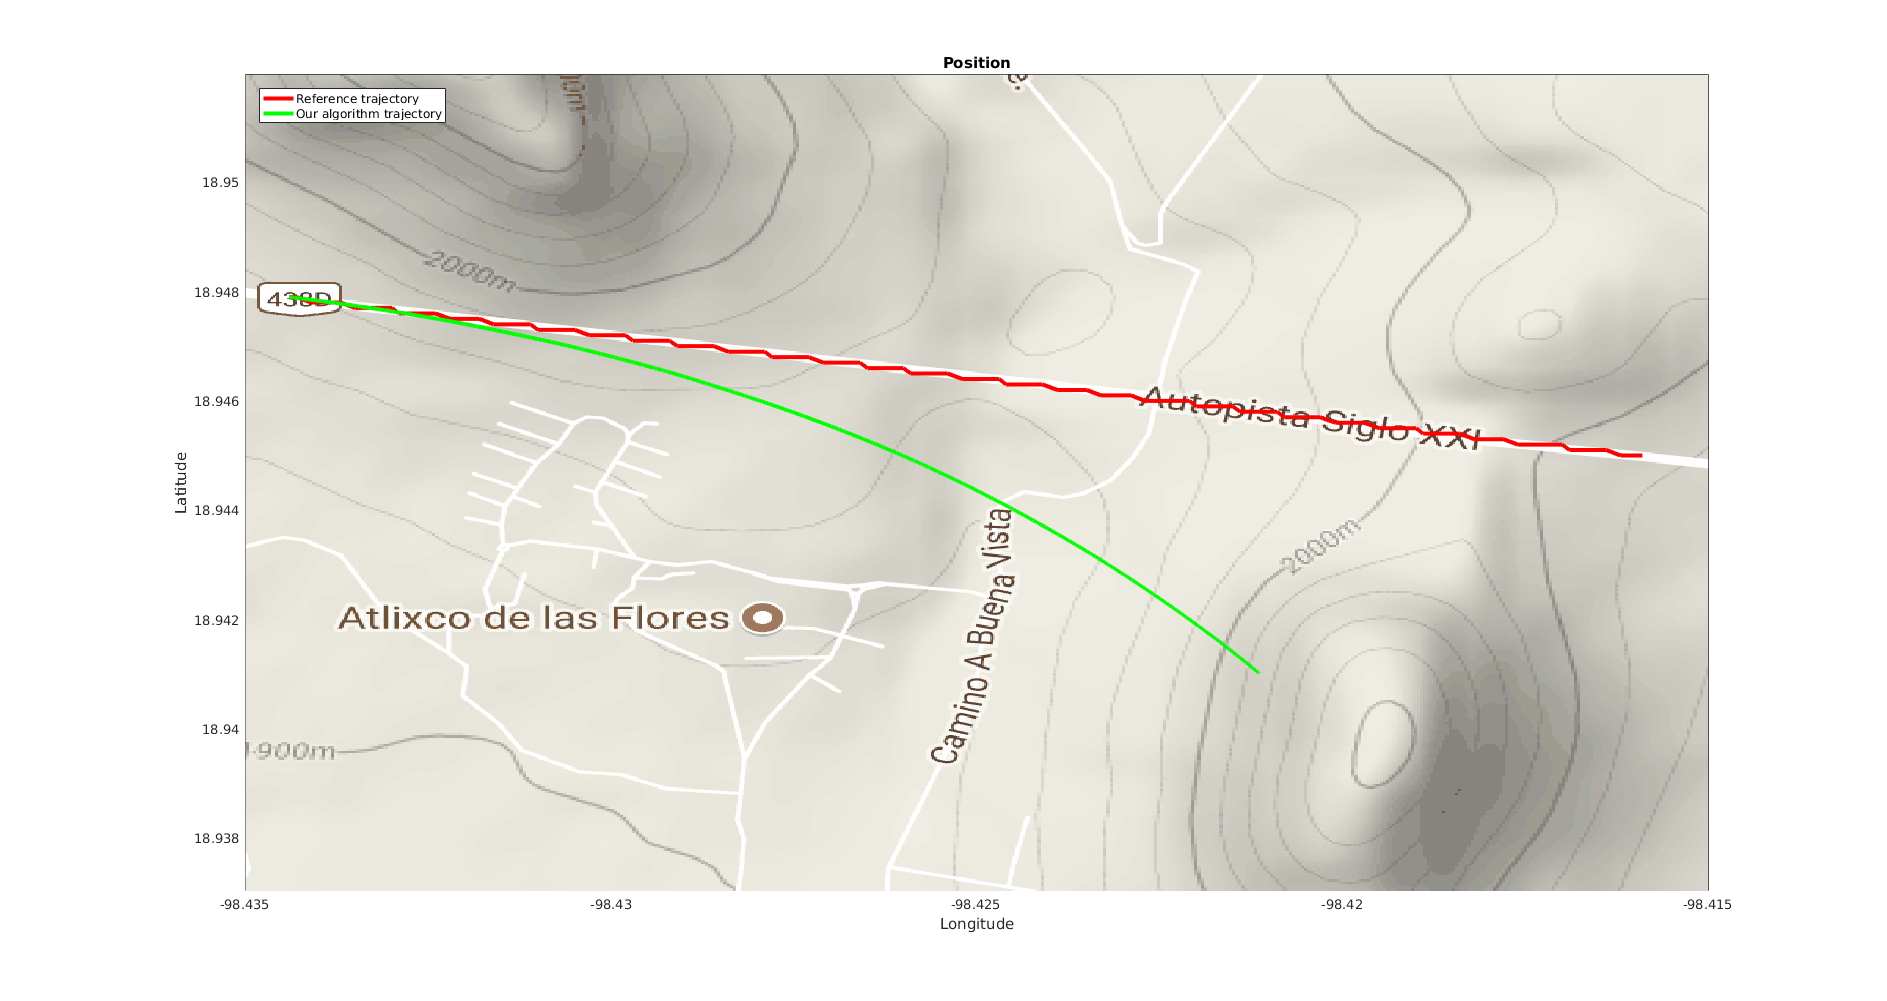 Position
Reference trajectory
Our algorithm trajectory
18.95
2000m
438D
18.948
18.946
Autopista Siglo XXI
Latitude
18.944
2000m
Camino A Buena Vista
Atlixco de las Flores
18.942
18.94
1900m
18.938
-98.435
-98.43
-98.425
-98.42
-98.415
Longitude